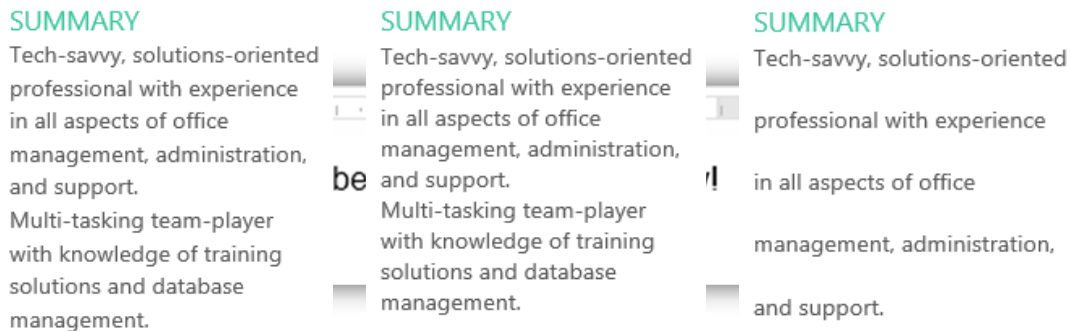 SUMMARY
Tech-savvy, solutions-oriented
professional with experience
in all aspects of office
management, administration,
and support.
Multi-tasking team-player
with knowledge of training
solutions and database
management.
be
SUMMARY
Tech-savvy, solutions-oriented
professional with experience
in all aspects of office
management, administration,
and support.
Multi-tasking team-player
with knowledge of training
solutions and database
management.
SUMMARY
Tech-savvy, solutions-oriented
professional with experience
in all aspects of office
management, administration,
and support.